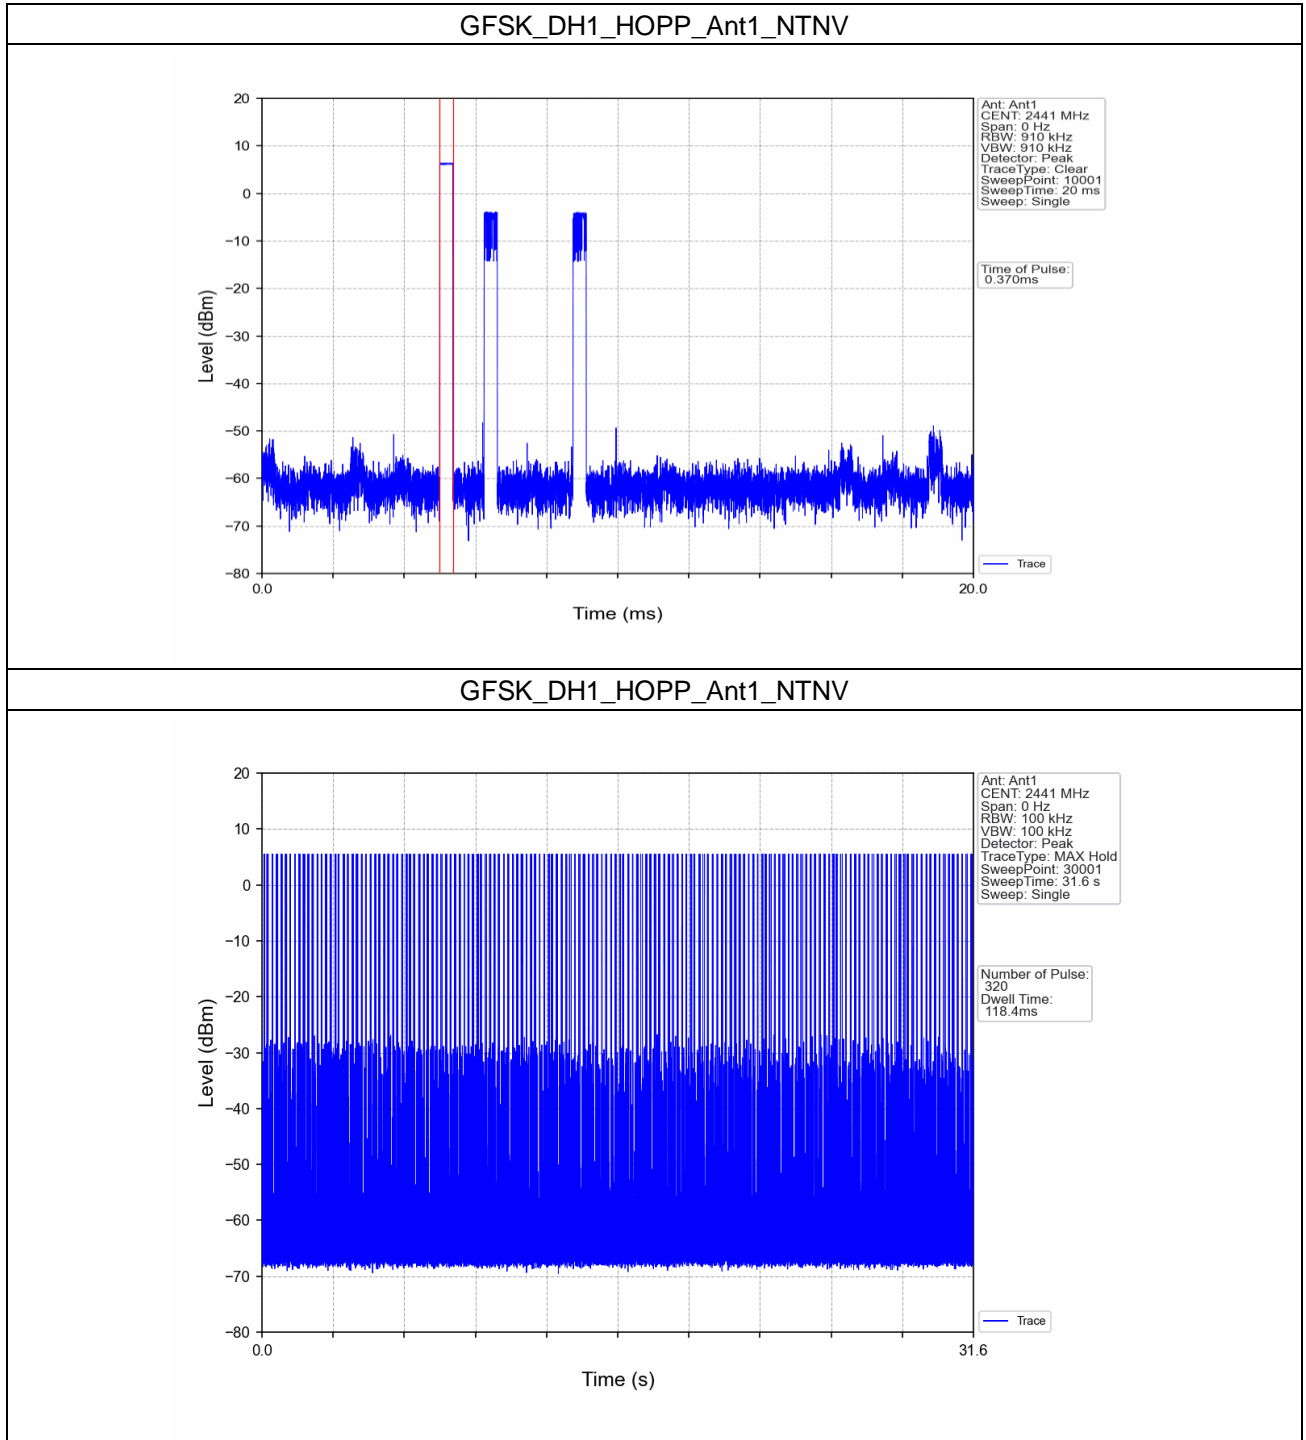 GFSK_DH1_HOPP_Ant1_NTNV
20
10
0
−10
−20
−30
−40
−50
−60
−70
−80
Level (dBm)
0.0
20.0
Time (ms)
Ant: Ant1
CENT: 2441 MHz
Span: 0 Hz
RBW: 910 kHz
VBW: 910 kHz
Detector: Peak
TraceType: Clear
SweepPoint: 10001
SweepTime: 20 ms
Sweep: Single
Time of Pulse:
0.370ms
Trace
GFSK_DH1_HOPP_Ant1_NTNV
20
10
0
−10
−20
−30
−40
−50
−60
−70
−80
Level (dBm)
0.0
31.6
Time (s)
Ant: Ant1
CENT: 2441 MHz
Span: 0 Hz
RBW: 100 kHz
VBW: 100 kHz
Detector: Peak
TraceType: MAX Hold
SweepPoint: 30001
SweepTime: 31.6 s
Sweep: Single
Number of Pulse:
320
Dwell Time:
118.4ms
Trace